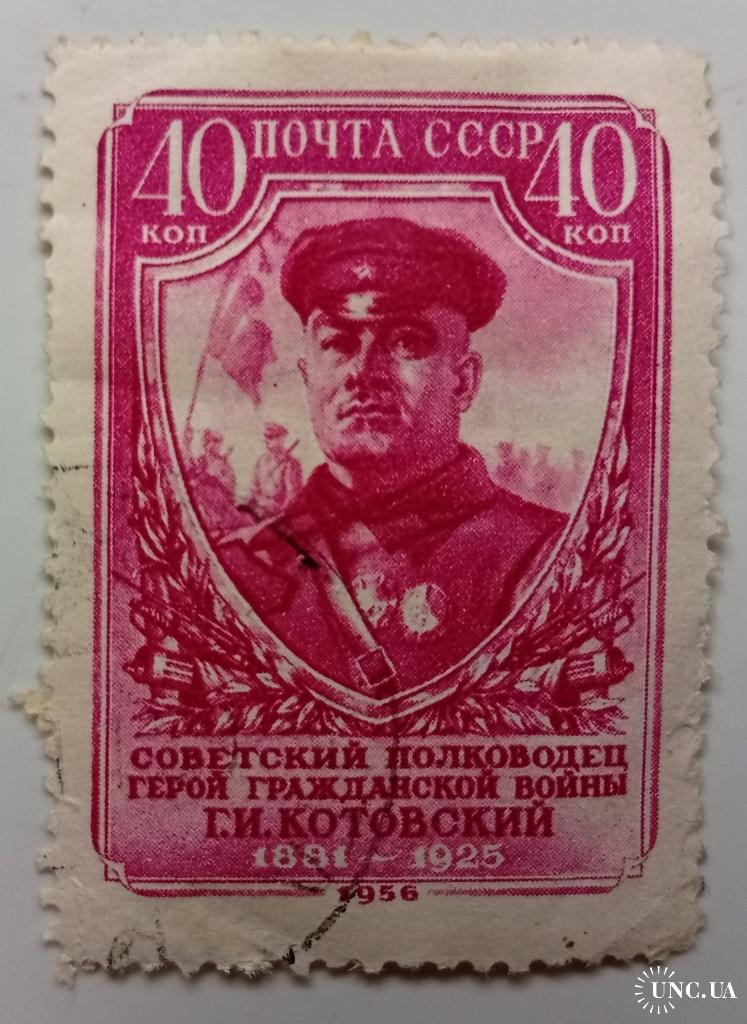 40 ПОЧТА СССР 40
КОП КОП
СОВЕТСКИЙ ПОЛКОВОДЕЦ
ГЕРОЙ ГРАЖДАНСКОЙ ВОЙНЫ
Г.И. КОТОВСКИЙ
1881 — 1925
1956
UNC.UA